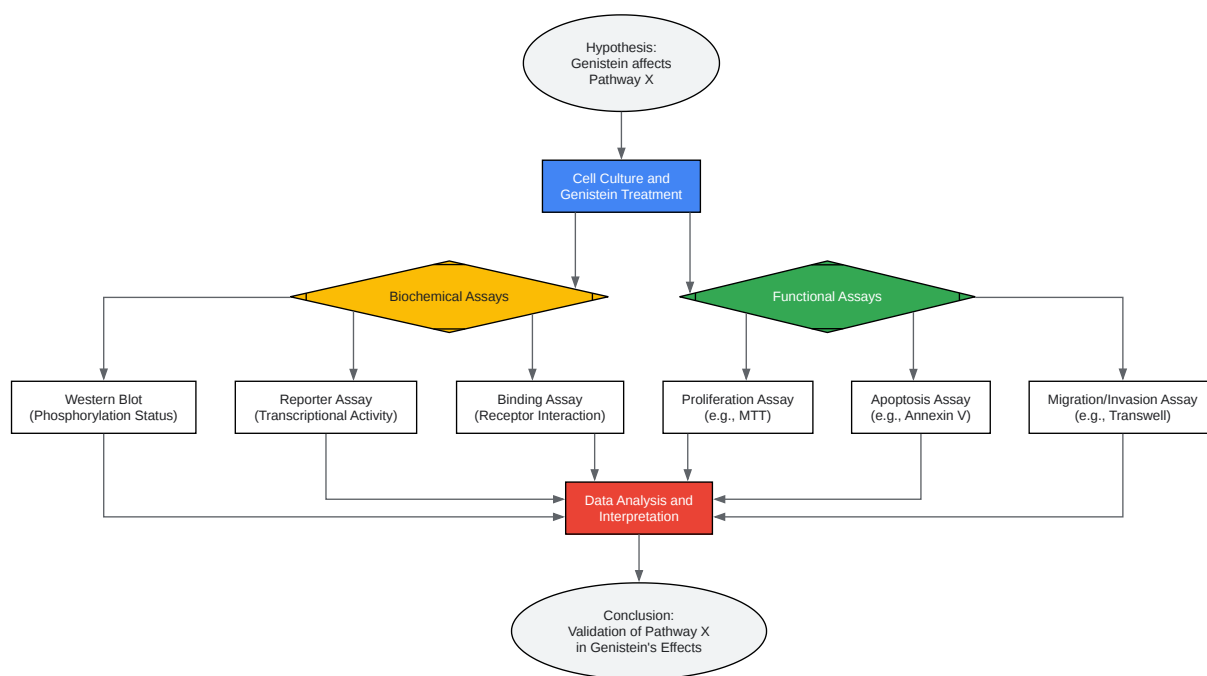 Hypothesis:
Genistein affects
Pathway X
Cell Culture and
Genistein Treatment
Biochemical Assays
Functional Assays
Western Blot
(Phosphorylation Status)
Reporter Assay
(Transcriptional Activity)
Binding Assay
(Receptor Interaction)
Proliferation Assay
(e.g., MTT)
Apoptosis Assay
(e.g., Annexin V)
Migration/Invasion Assay
(e.g., Transwell)
Data Analysis and
Interpretation
Conclusion:
Validation of Pathway X
in Genistein's Effects